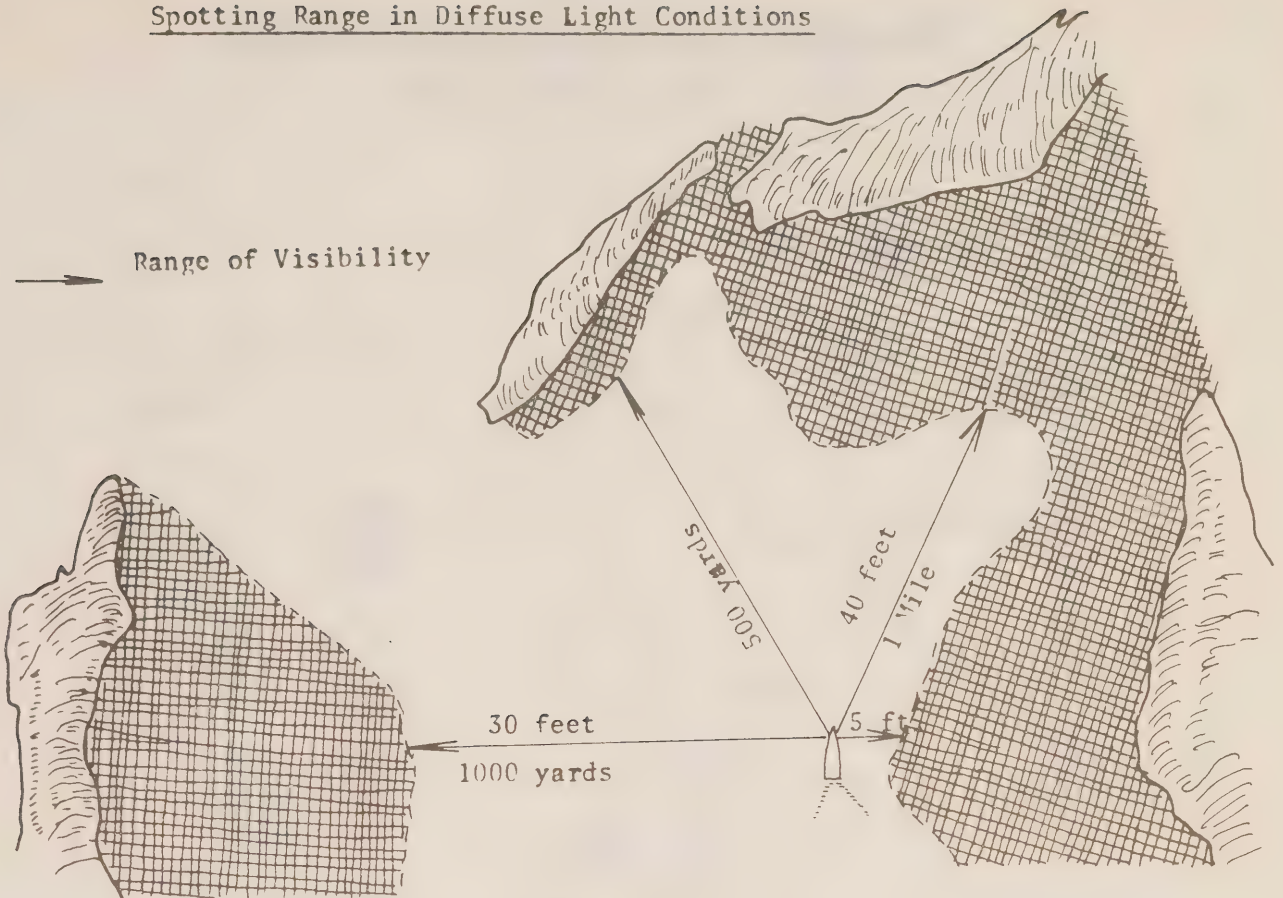 Spotting Range in Diffuse Light Conditions
Range of Visibility
500 yards
40 feet
1 Mile
5 ft
30 feet
1000 yards